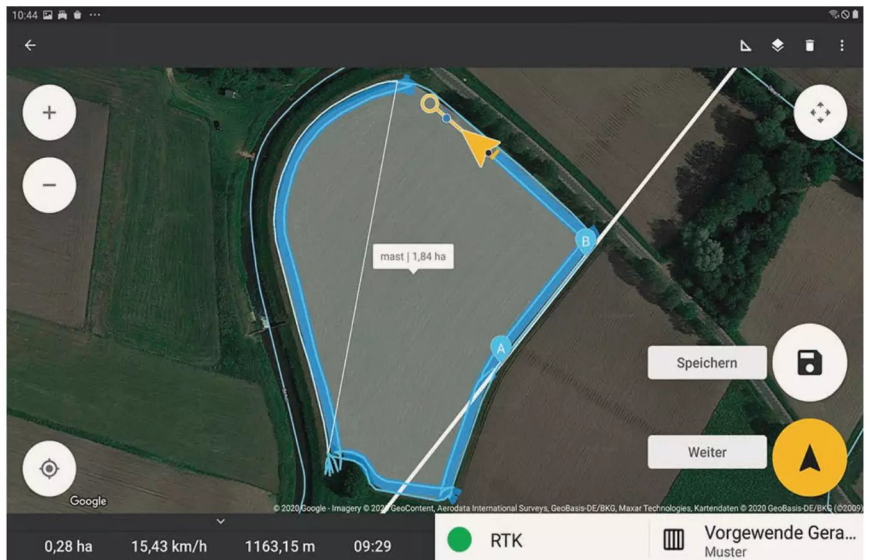 10:44
mast | 1,84 ha
B
A
Speichern
Weiter
Google
© 2020 Google - Imagery © 2020 GeoContent, Aerodata International Surveys, GeoBasis-DE/BKG, Maxar Technologies, Kartendaten © 2020 GeoBasis-DE/BKG (©2009)
0,28 ha 15,43 km/h 1163,15 m 09:29 RTK Vorgewende Gera...
Muster